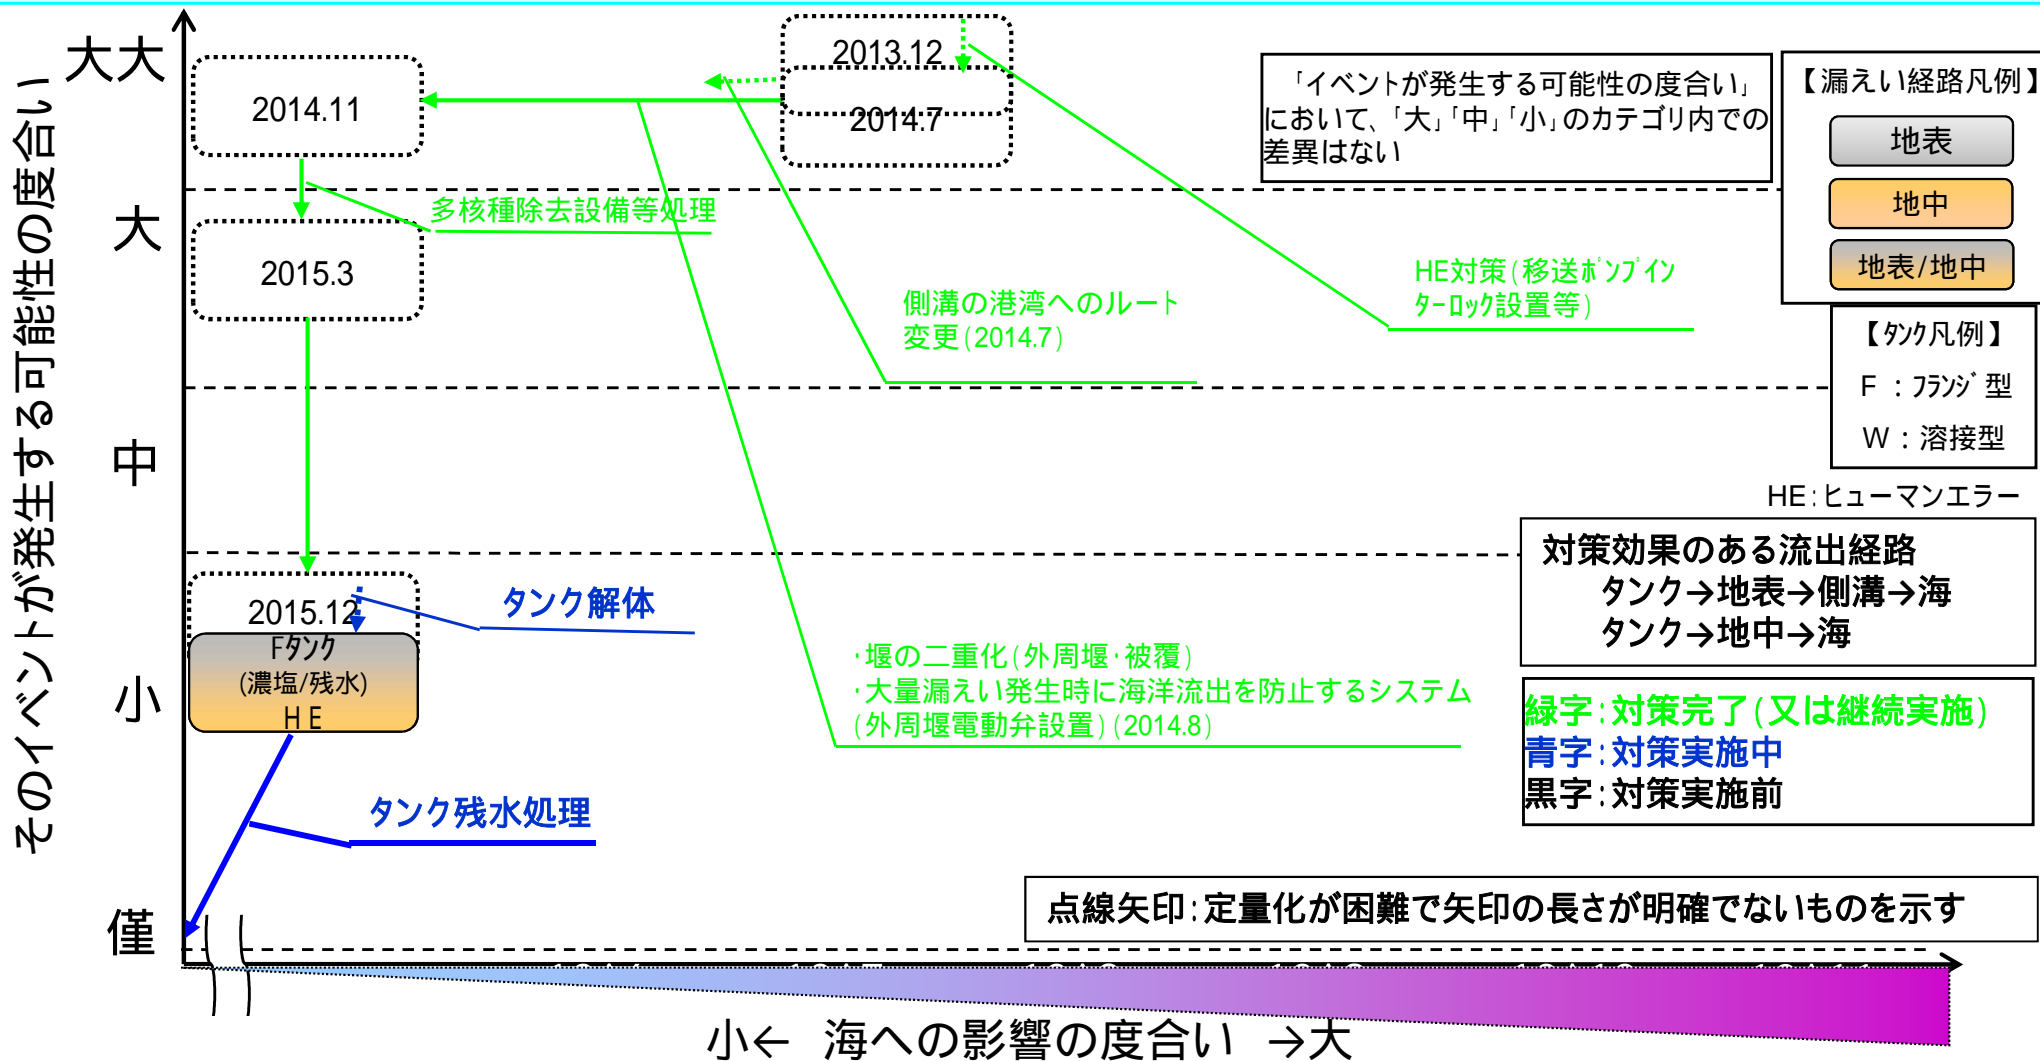 そのイベントが発生する可能性の度合い
大大
大
中
小
僅
2013.12
2014.7
2014.11
2015.3
2015.12
Fタンク
(濃塩/残水)
HE
多核種除去設備等処理
側溝の港湾へのルート
変更(2014.7)
HE対策(移送ポンプイン
ターロック設置等)
タンク解体
・堰の二重化(外周堰・被覆)
・大量漏えい発生時に海洋流出を防止するシステム
(外周堰電動弁設置)(2014.8)
タンク残水処理
「イベントが発生する可能性の度合い」
において、「大」「中」「小」のカテゴリ内での
差異はない
【漏えい経路凡例】
地表
地中
地表/地中
【タンク凡例】
F:フランジ型
W:溶接型
HE:ヒューマンエラー
対策効果のある流出経路
タンク→地表→側溝→海
タンク→地中→海
緑字:対策完了(又は継続実施)
青字:対策実施中
黒字:対策実施前
点線矢印:定量化が困難で矢印の長さが明確でないものを示す
小← 海への影響の度合い →大